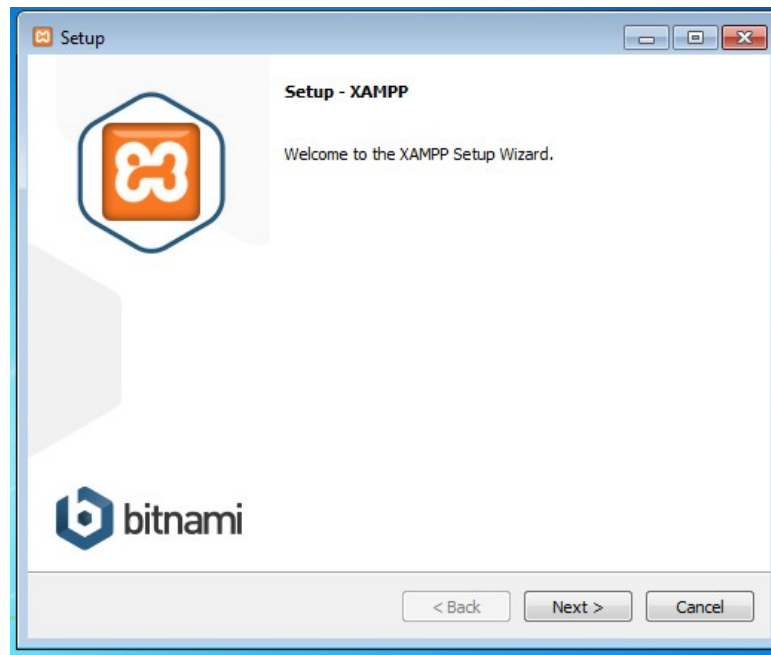 Setup
Setup - XAMPP
Welcome to the XAMPP Setup Wizard.
bitnami
< Back
Next >
Cancel